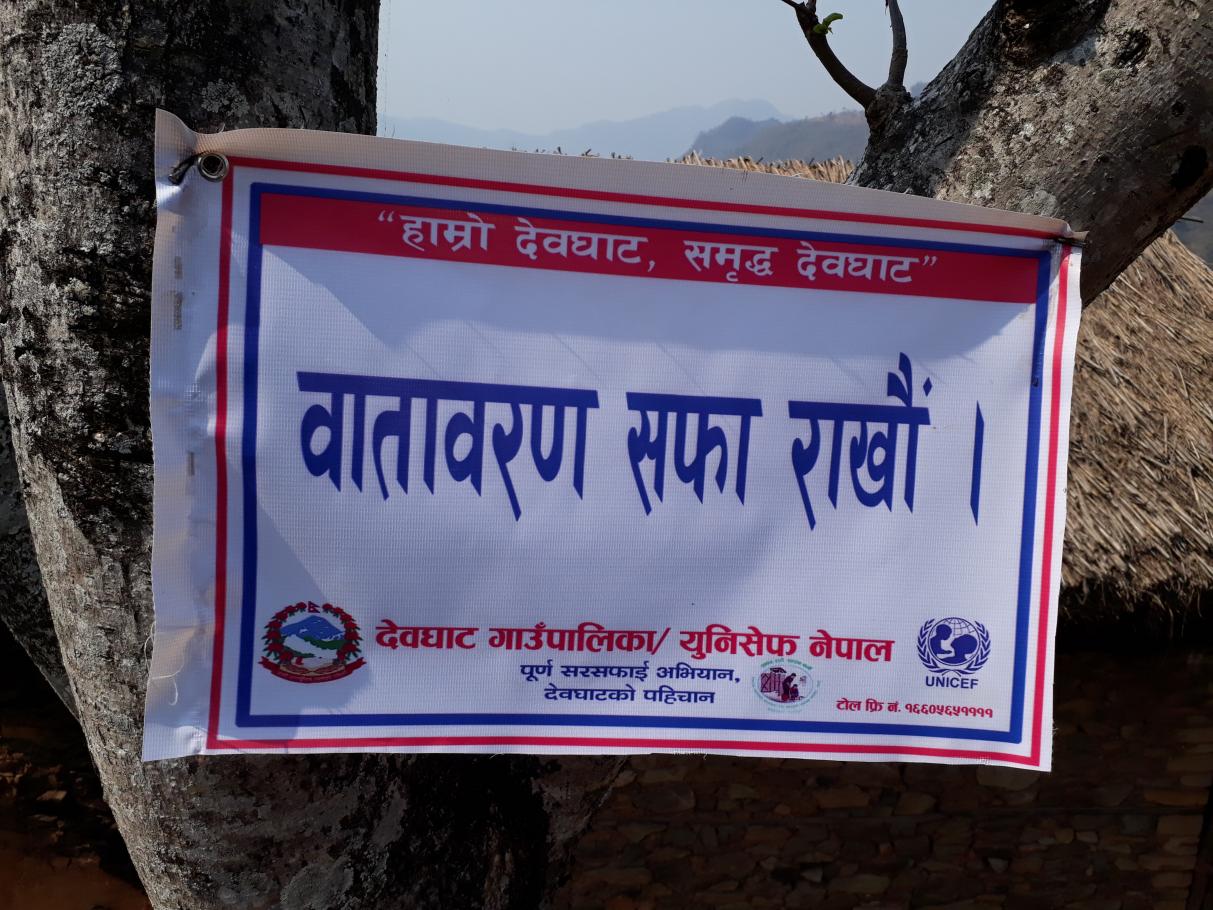 “हाम्रो देवघाट, समृद्ध देवघाट”
वातावरण सफा राखौं ।
देवघाट गाउँपालिका/ युनिसेफ नेपाल
पूर्ण सरसफाई अभियान,
देवघाटको पहिचान
UNICEF
टोल फ्रि नं. १६६०५६५११११